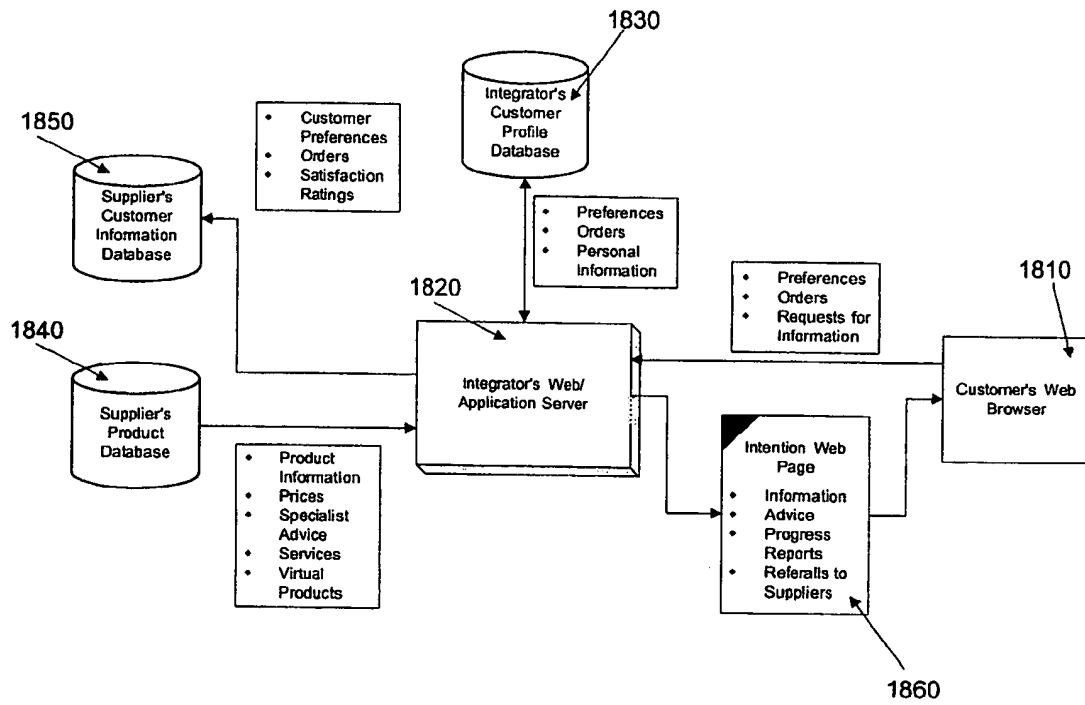 1830
Integrator's
Customer
Profile
Database
1850
• Customer
Preferences
• Orders
• Satisfaction
Ratings
Supplier's
Customer
Information
Database
• Preferences
• Orders
• Personal
Information
1820
• Preferences
• Orders
• Requests for
Information
1810
1840
Integrator's Web/
Application Server
Customer's Web
Browser
Supplier's
Product
Database
• Product
Information
• Prices
• Specialist
Advice
• Services
• Virtual
Products
Intention Web
Page
• Information
• Advice
• Progress
Reports
• Referalls to
Suppliers
1860